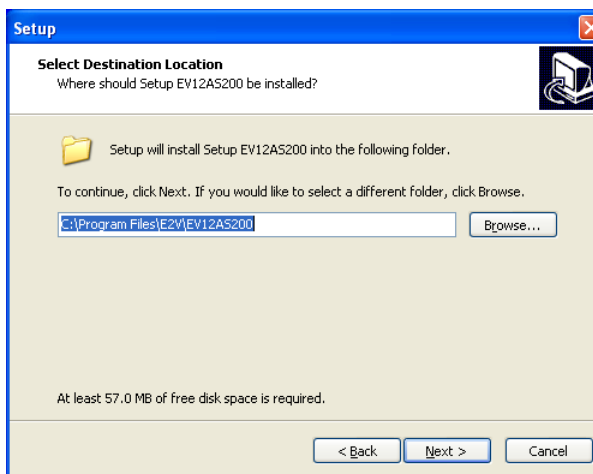 Setup
Select Destination Location
Where should Setup EV12AS200 be installed?
Setup will install Setup EV12AS200 into the following folder.
To continue, click Next. If you would like to select a different folder, click Browse.
C:\Program Files\E2V\EV12AS200
Browse...
At least 57.0 MB of free disk space is required.
< Back
Next >
Cancel